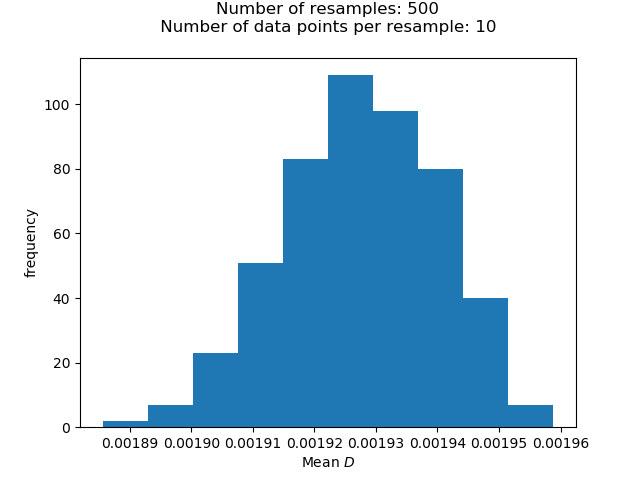 Number of resamples: 500
Number of data points per resample: 10
100
80
60
40
20
0
frequency
0.00189 0.00190 0.00191 0.00192 0.00193 0.00194 0.00195 0.00196
Mean D